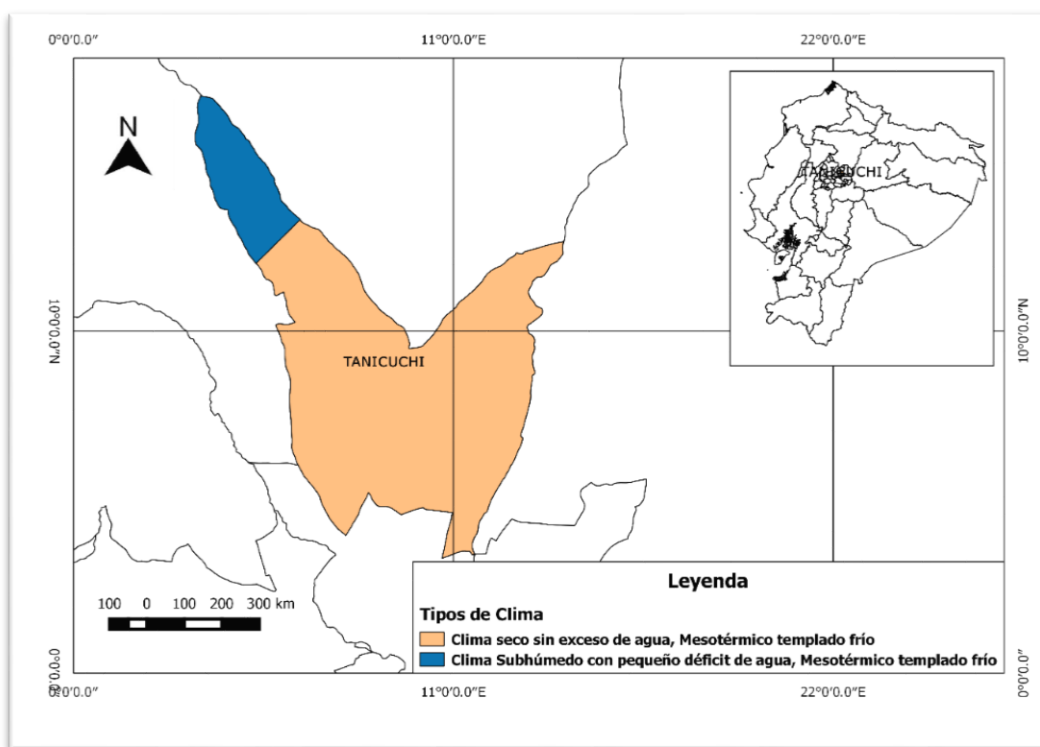 0°0'0.0"
11°0'0.0"E
22°0'0.0"E
N
TANICUCHI
10°0'0.0"N
10°0'0.0"N
TANICUCHI
Leyenda
100 0 100 200 300 km
Tipos de Clima
Clima seco sin exceso de agua, Mesotérmico templado frío
Clima Subhúmedo con pequeño déficit de agua, Mesotérmico templado frío
0°0'0.0"
0°0'0.0"
0°0'0.0"
11°0'0.0"E
22°0'0.0"E